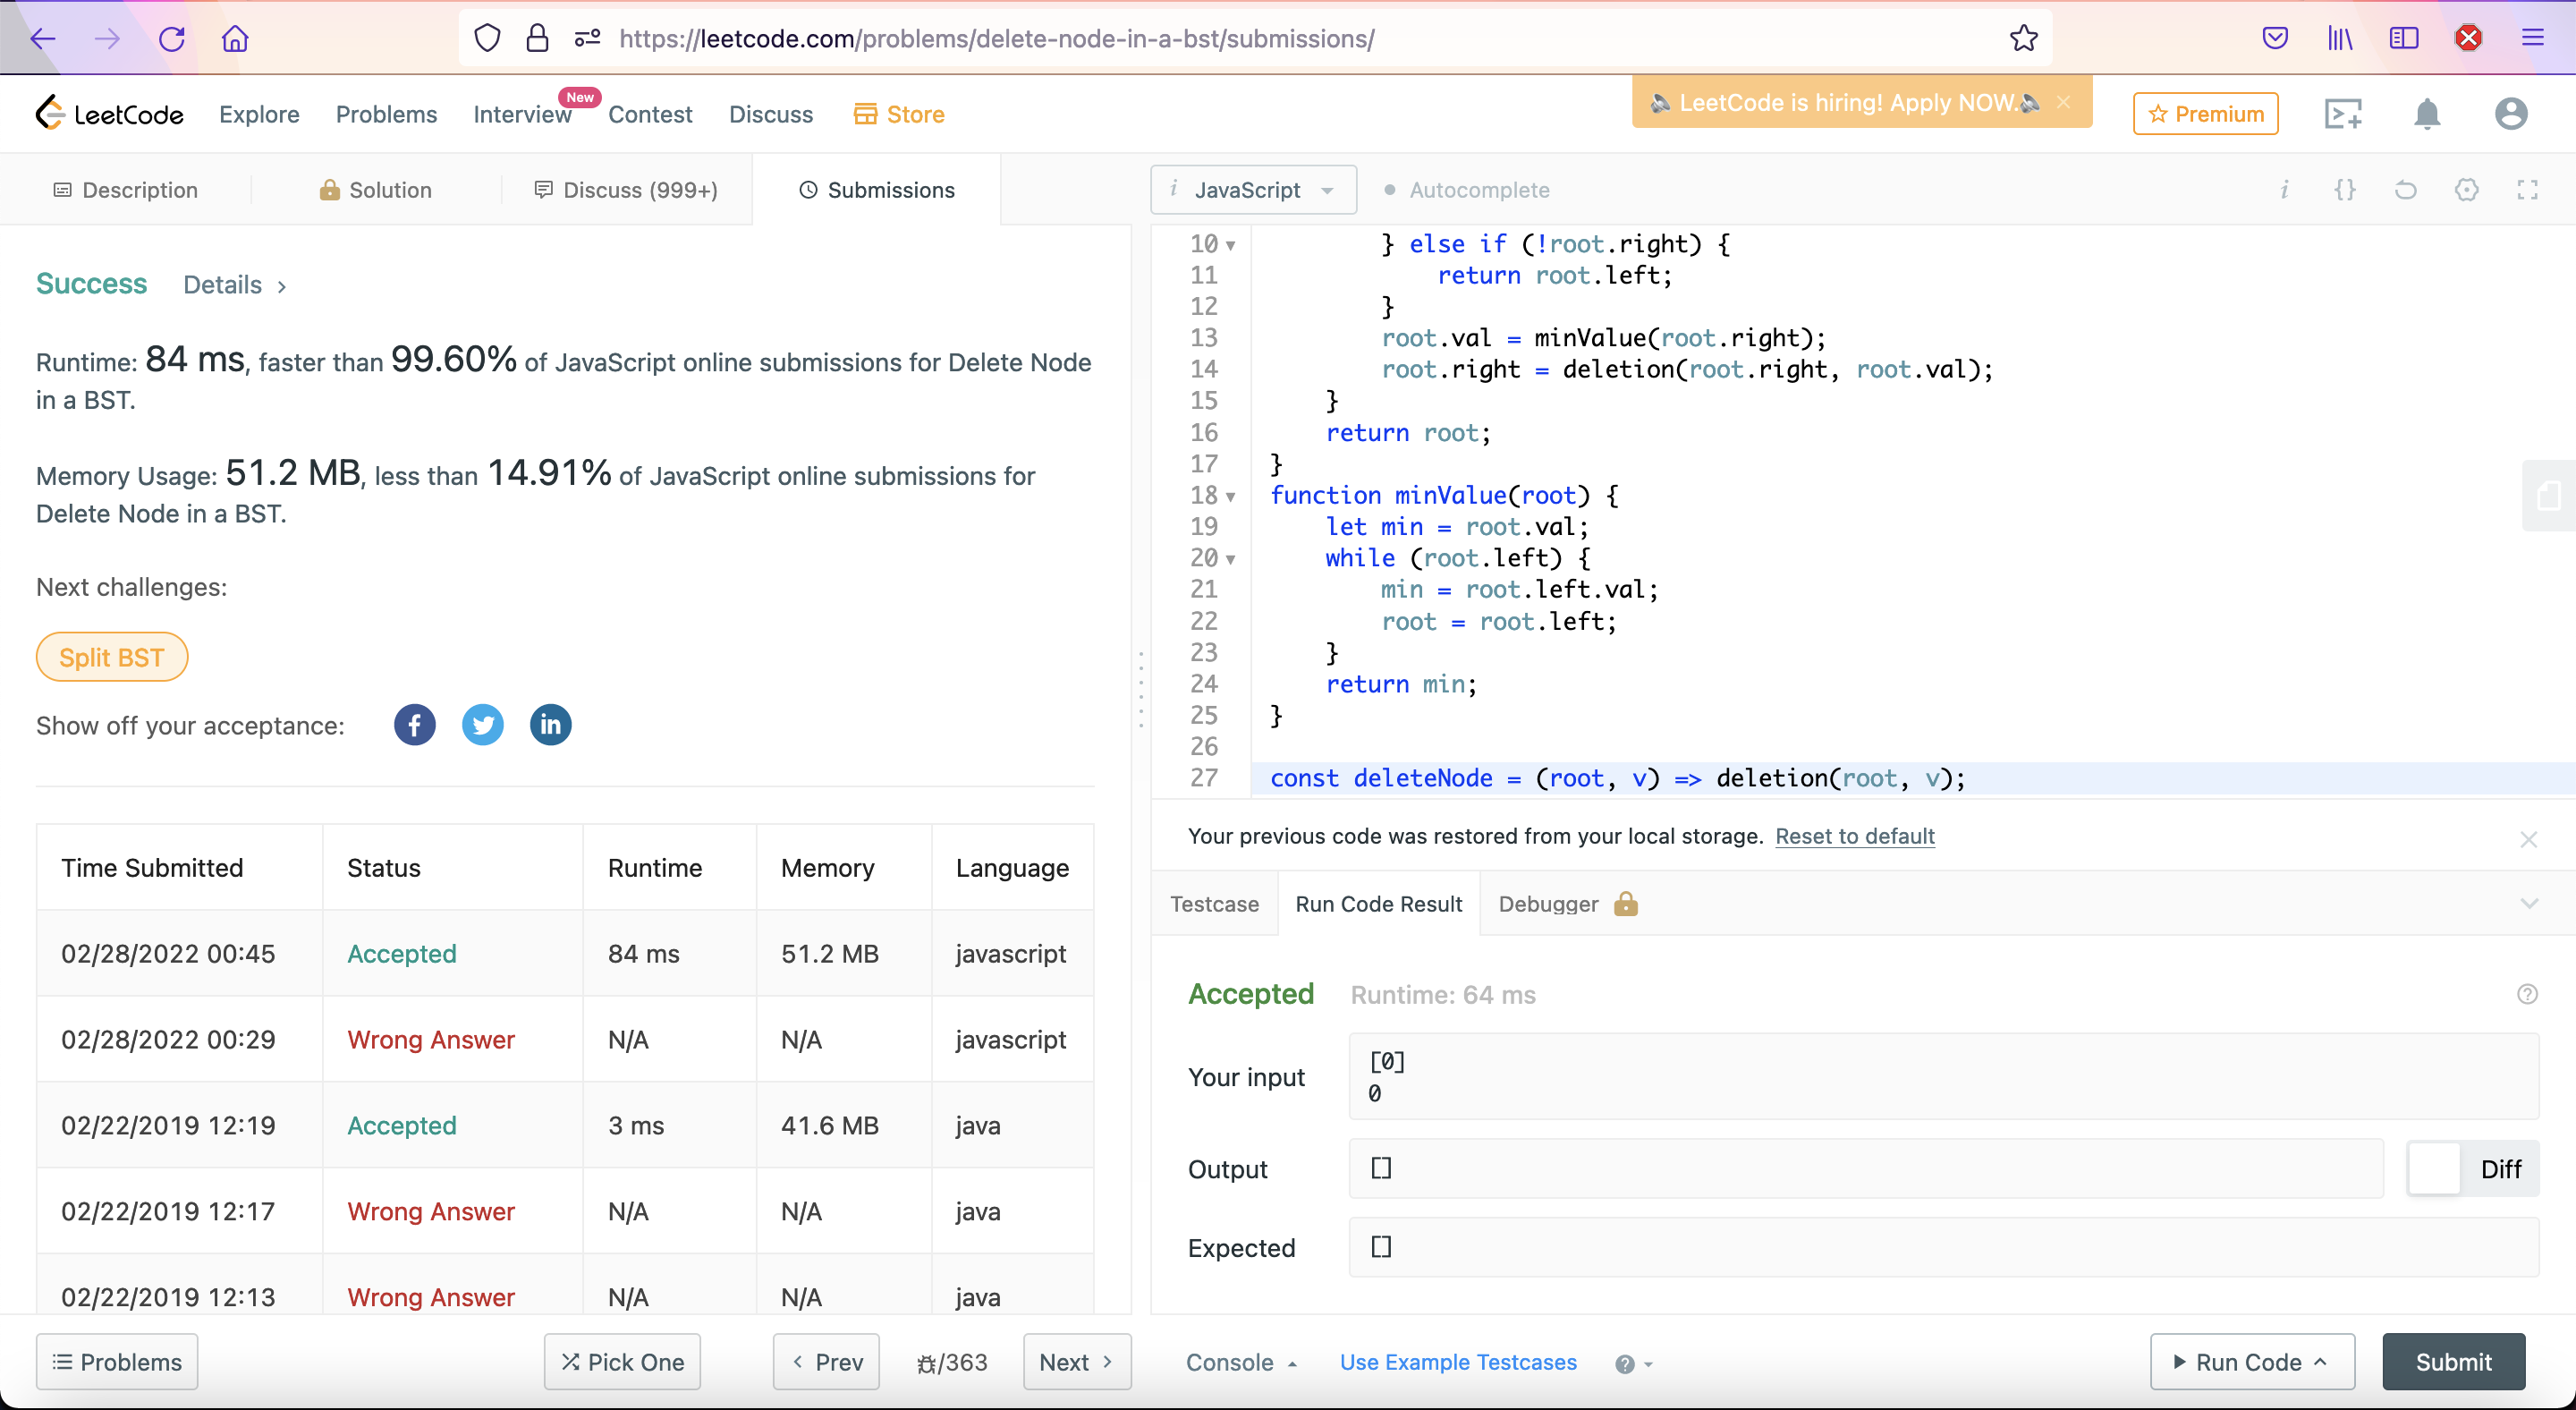 https://leetcode.com/problems/delete-node-in-a-bst/submissions/
LeetCode
Explore
Problems
Interview
New
Contest
Discuss
Store
LeetCode is hiring! Apply NOW.
Premium
Description
Solution
Discuss (999+)
Submissions
Success Details >
Runtime: 84 ms, faster than 99.60% of JavaScript online submissions for Delete Node
in a BST.
Memory Usage: 51.2 MB, less than 14.91% of JavaScript online submissions for
Delete Node in a BST.
Next challenges:
Split BST
Show off your acceptance:
Time Submitted Status Runtime Memory Language
02/28/2022 00:45 Accepted 84 ms 51.2 MB javascript
02/28/2022 00:29 Wrong Answer N/A N/A javascript
02/22/2019 12:19 Accepted 3 ms 41.6 MB java
02/22/2019 12:17 Wrong Answer N/A N/A java
02/22/2019 12:13 Wrong Answer N/A N/A java
Problems
Pick One
< Prev
/363
Next >
i JavaScript
Autocomplete
i {}
10 } else if (!root.right) {
11 return root.left;
12 }
13 root.val = minValue(root.right);
14 root.right = deletion(root.right, root.val);
15 }
16 return root;
17 }
18 function minValue(root) {
19 let min = root.val;
20 while (root.left) {
21 min = root.left.val;
22 root = root.left;
23 }
24 return min;
25 }
26
27 const deleteNode = (root, v) => deletion(root, v);
Your previous code was restored from your local storage. Reset to default
Testcase
Run Code Result
Debugger
Accepted Runtime: 64 ms
Your input
[0]
0
Output
[]
Diff
Expected
[]
Console
Use Example Testcases
Run Code
Submit